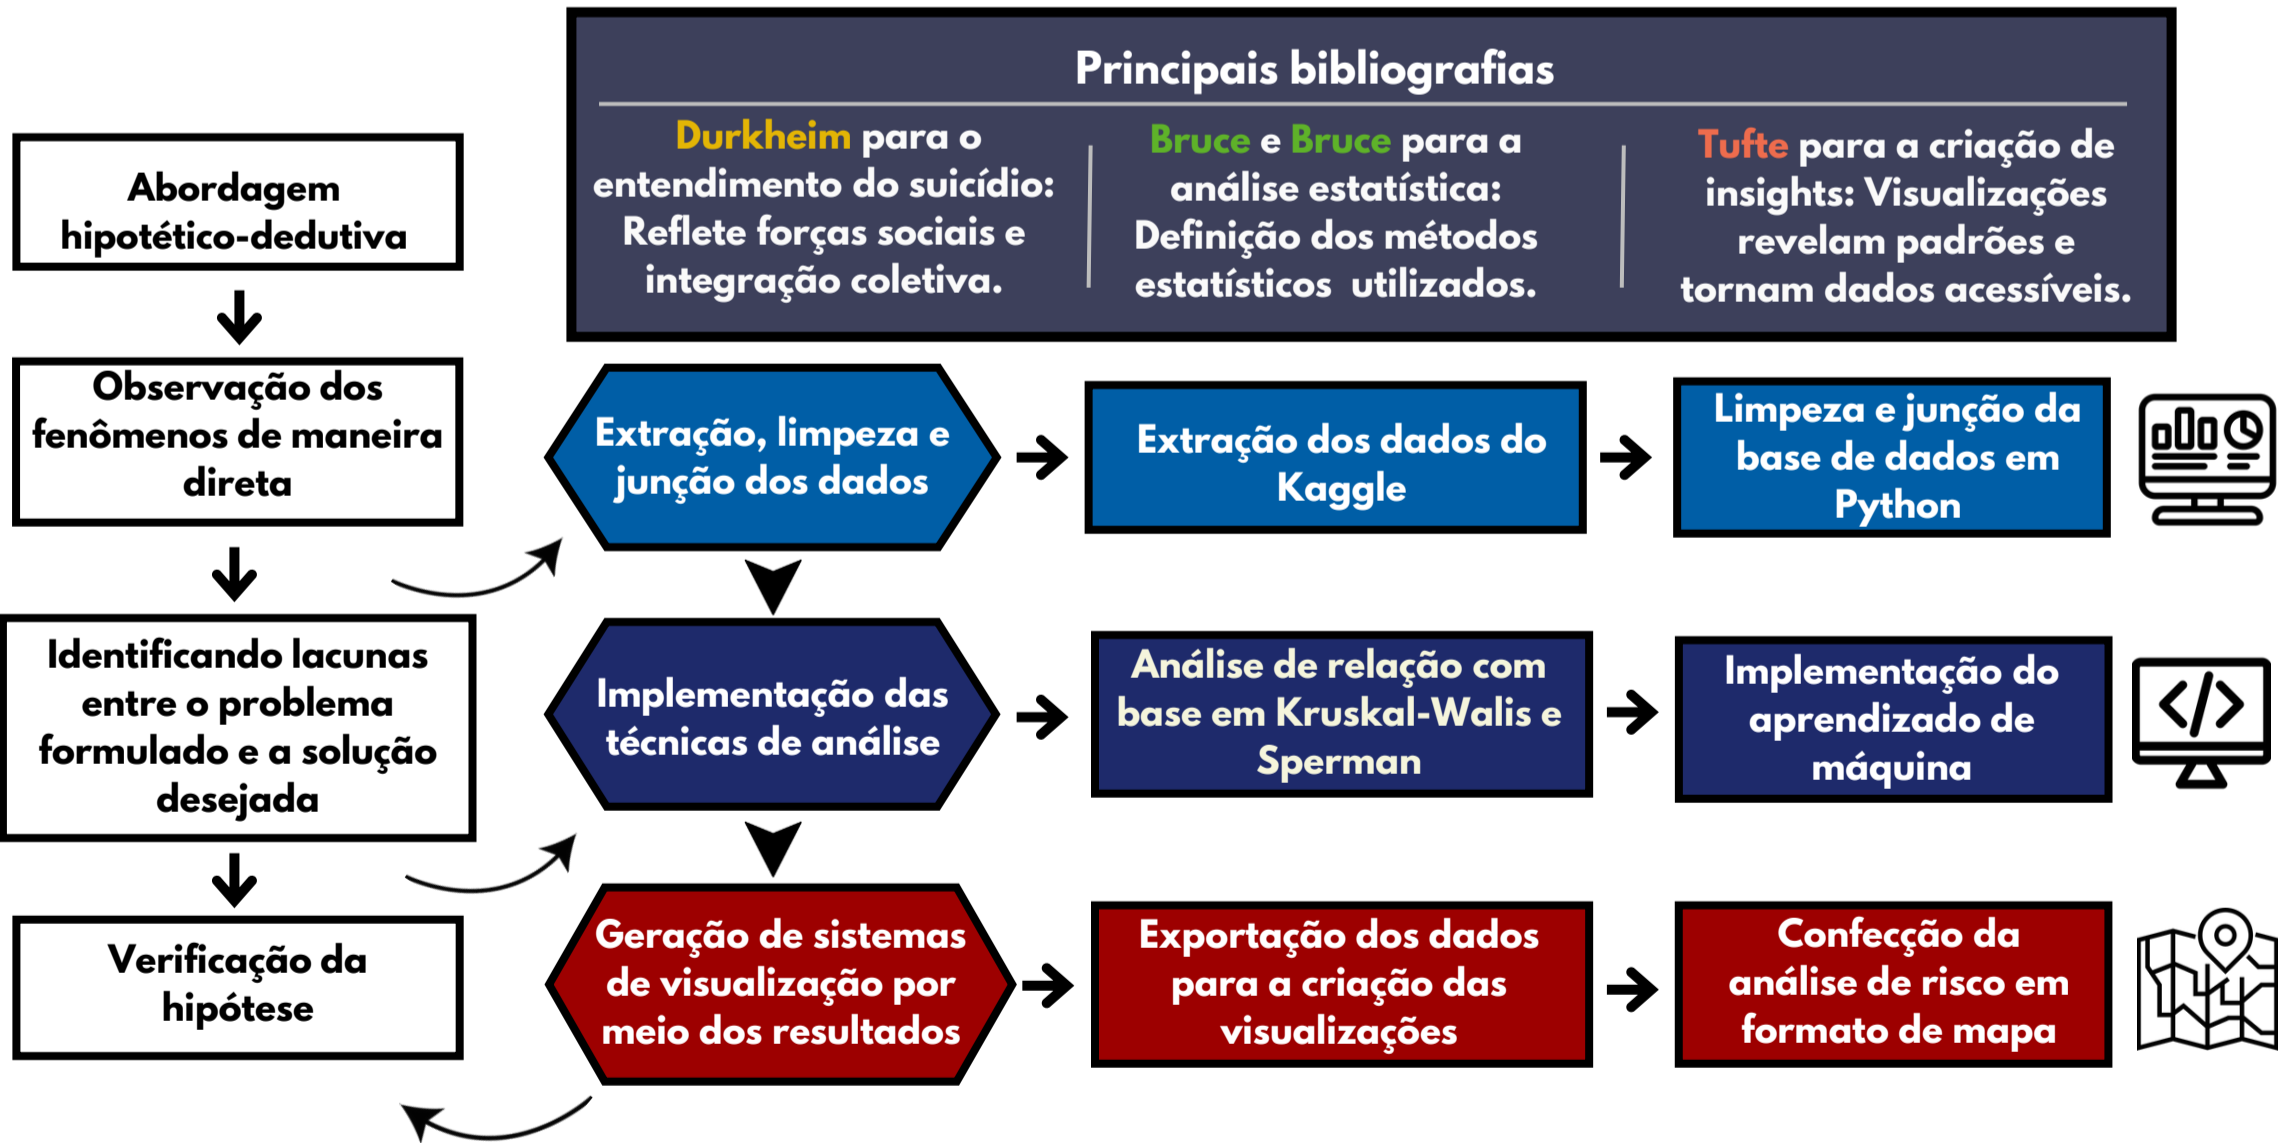 Principais bibliografias
Durkheim para o
entendimento do suicídio:
Reflete forças sociais e
integração coletiva.
Bruce e Bruce para a
análise estatística:
Definição dos métodos
estatísticos utilizados.
Tufte para a criação de
insights: Visualizações
revelam padrões e
tornam dados acessíveis.
Abordagem
hipotético-dedutiva
Observação dos
fenômenos de maneira
direta
Identificando lacunas
entre o problema
formulado e a solução
desejada
Verificação da
hipótese
Extração, limpeza e
junção dos dados
Extração dos dados do
Kaggle
Limpeza e junção da
base de dados em
Python
Implementação das
técnicas de análise
Análise de relação com
base em Kruskal-Walis e
Sperman
Implementação do
aprendizado de
máquina
Geração de sistemas
de visualização por
meio dos resultados
Exportação dos dados
para a criação das
visualizações
Confecção da
análise de risco em
formato de mapa